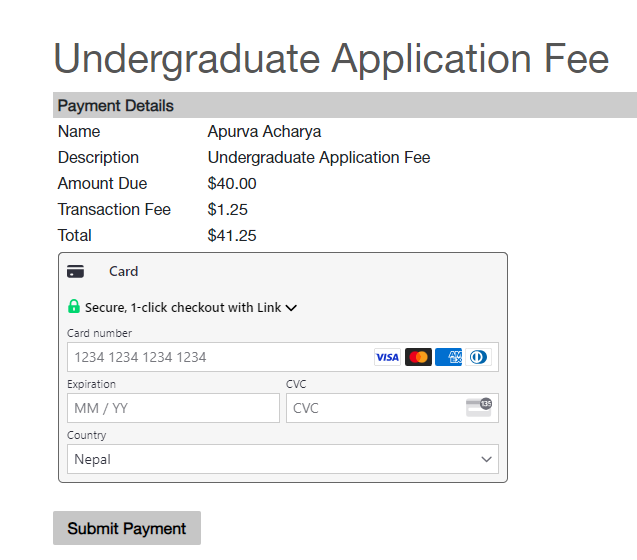 Undergraduate Application Fee
Payment Details
Name Apurva Acharya
Description Undergraduate Application Fee
Amount Due $40.00
Transaction Fee $1.25
Total $41.25
Card
Secure, 1-click checkout with Link
Card number
1234 1234 1234 1234 VISA AM EX
Expiration CVC
MM / YY CVC 135
Country
Nepal
Submit Payment